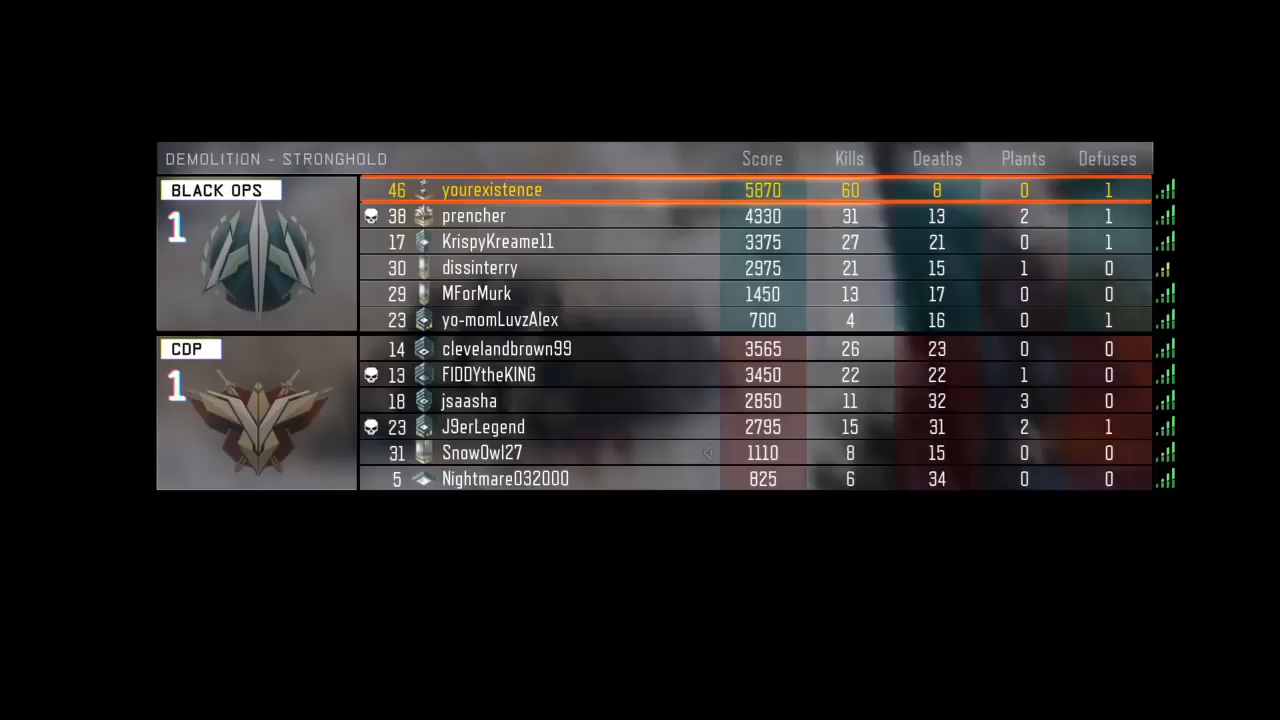 DEMOLITION - STRONGHOLD Score Kills Deaths Plants Defuses
BLACK OPS
1
46 yourexistence 5870 60 8 0 1
38 prencher 4330 31 13 2 1
17 KrispyKreame11 3375 27 21 0 1
30 dissinterry 2975 21 15 1 0
29 MForMurk 1450 13 17 0 0
23 yo-momLuvzAlex 700 4 16 0 1
CDP
1
14 clevelandbrown99 3565 26 23 0 0
13 FIDDYtheKING 3450 22 22 1 0
18 jsaasha 2850 11 32 3 0
23 J9erLegend 2795 15 31 2 1
31 SnowOwl27 1110 8 15 0 0
5 Nightmare032000 825 6 34 0 0